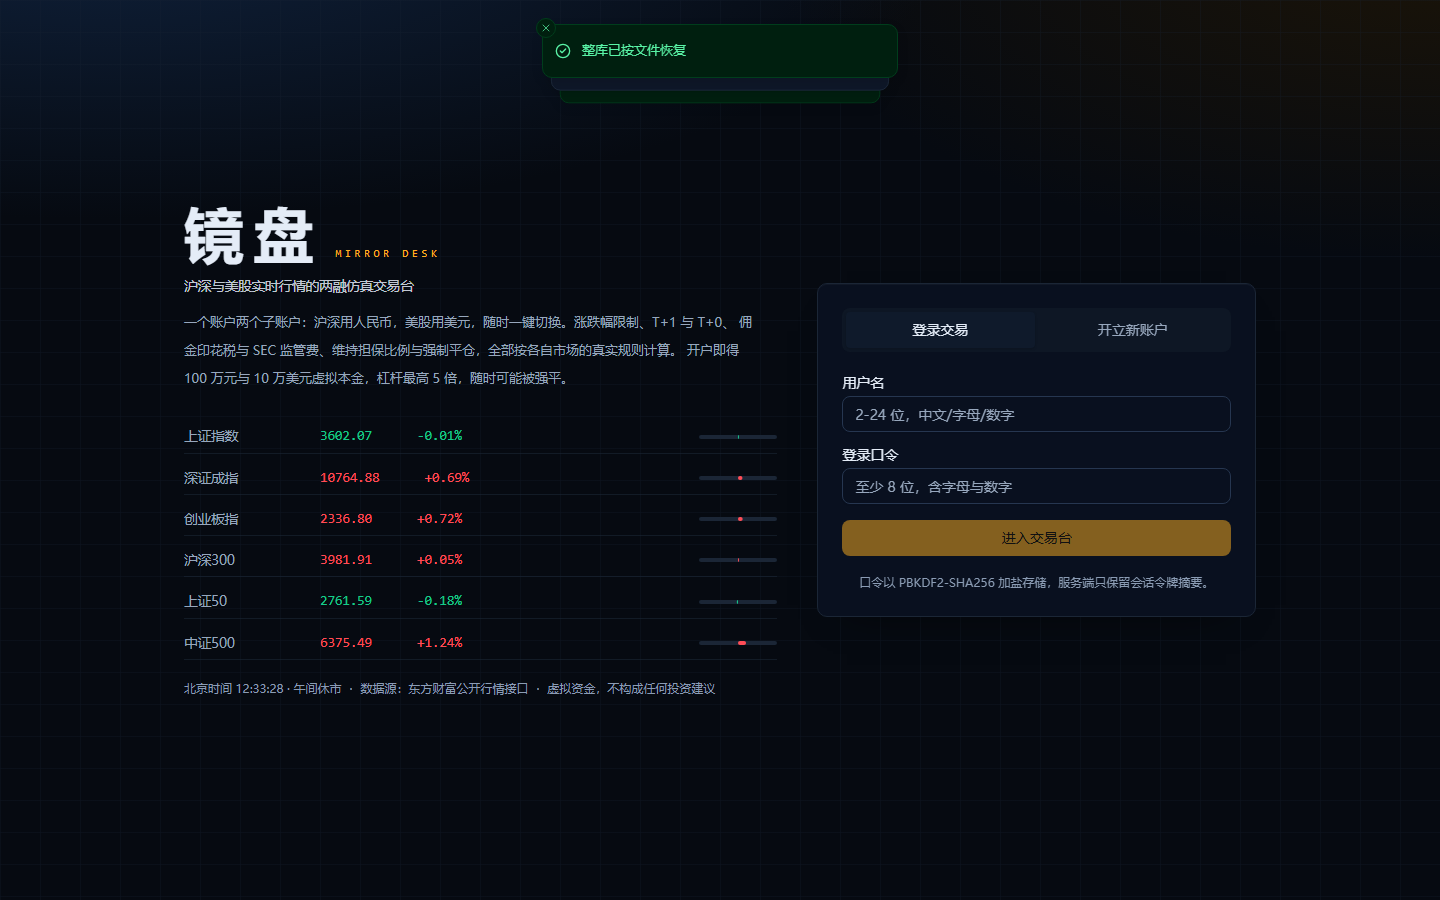 整库已按文件恢复
镜盘 MIRROR DESK
沪深与美股实时行情的两融仿真交易台
一个账户两个子账户：沪深用人民币，美股用美元，随时一键切换。涨跌幅限制、T+1 与 T+0、 佣
金印花税与 SEC 监管费、维持担保比例与强制平仓，全部按各自市场的真实规则计算。 开户即得
100 万元与 10 万美元虚拟本金，杠杆最高 5 倍，随时可能被强平。
上证指数 3602.07 -0.01%
深证成指 10764.88 +0.69%
创业板指 2336.80 +0.72%
沪深300 3981.91 +0.05%
上证50 2761.59 -0.18%
中证500 6375.49 +1.24%
北京时间 12:33:28 · 午间休市 · 数据源：东方财富公开行情接口 · 虚拟资金，不构成任何投资建议
登录交易 开立新账户
用户名
2-24 位，中文/字母/数字
登录口令
至少 8 位，含字母与数字
进入交易台
口令以 PBKDF2-SHA256 加盐存储，服务端只保留会话令牌摘要。